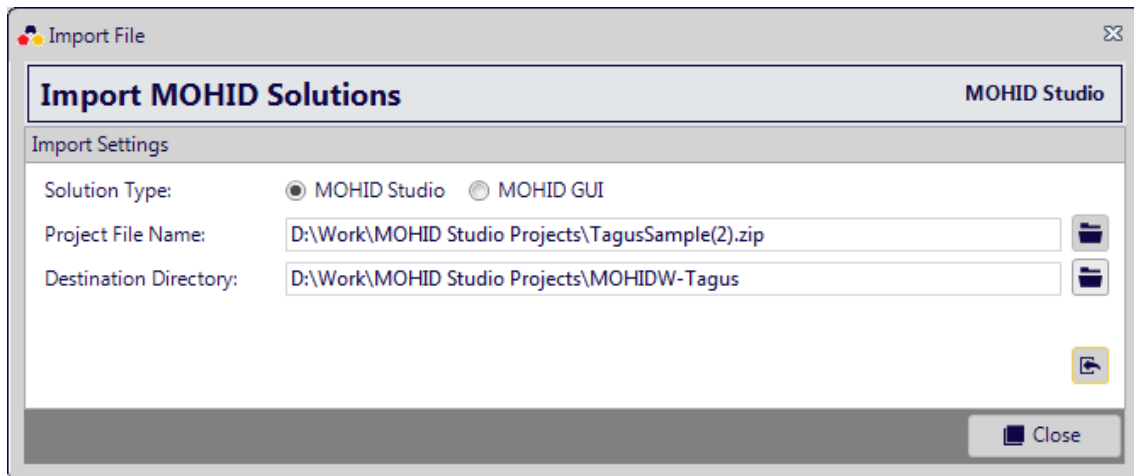 Import File
Import MOHID Solutions MOHID Studio
Import Settings
Solution Type: MOHID Studio MOHID GUI
Project File Name: D:\Work\MOHID Studio Projects\TagusSample(2).zip
Destination Directory: D:\Work\MOHID Studio Projects\MOHIDW-Tagus
Close